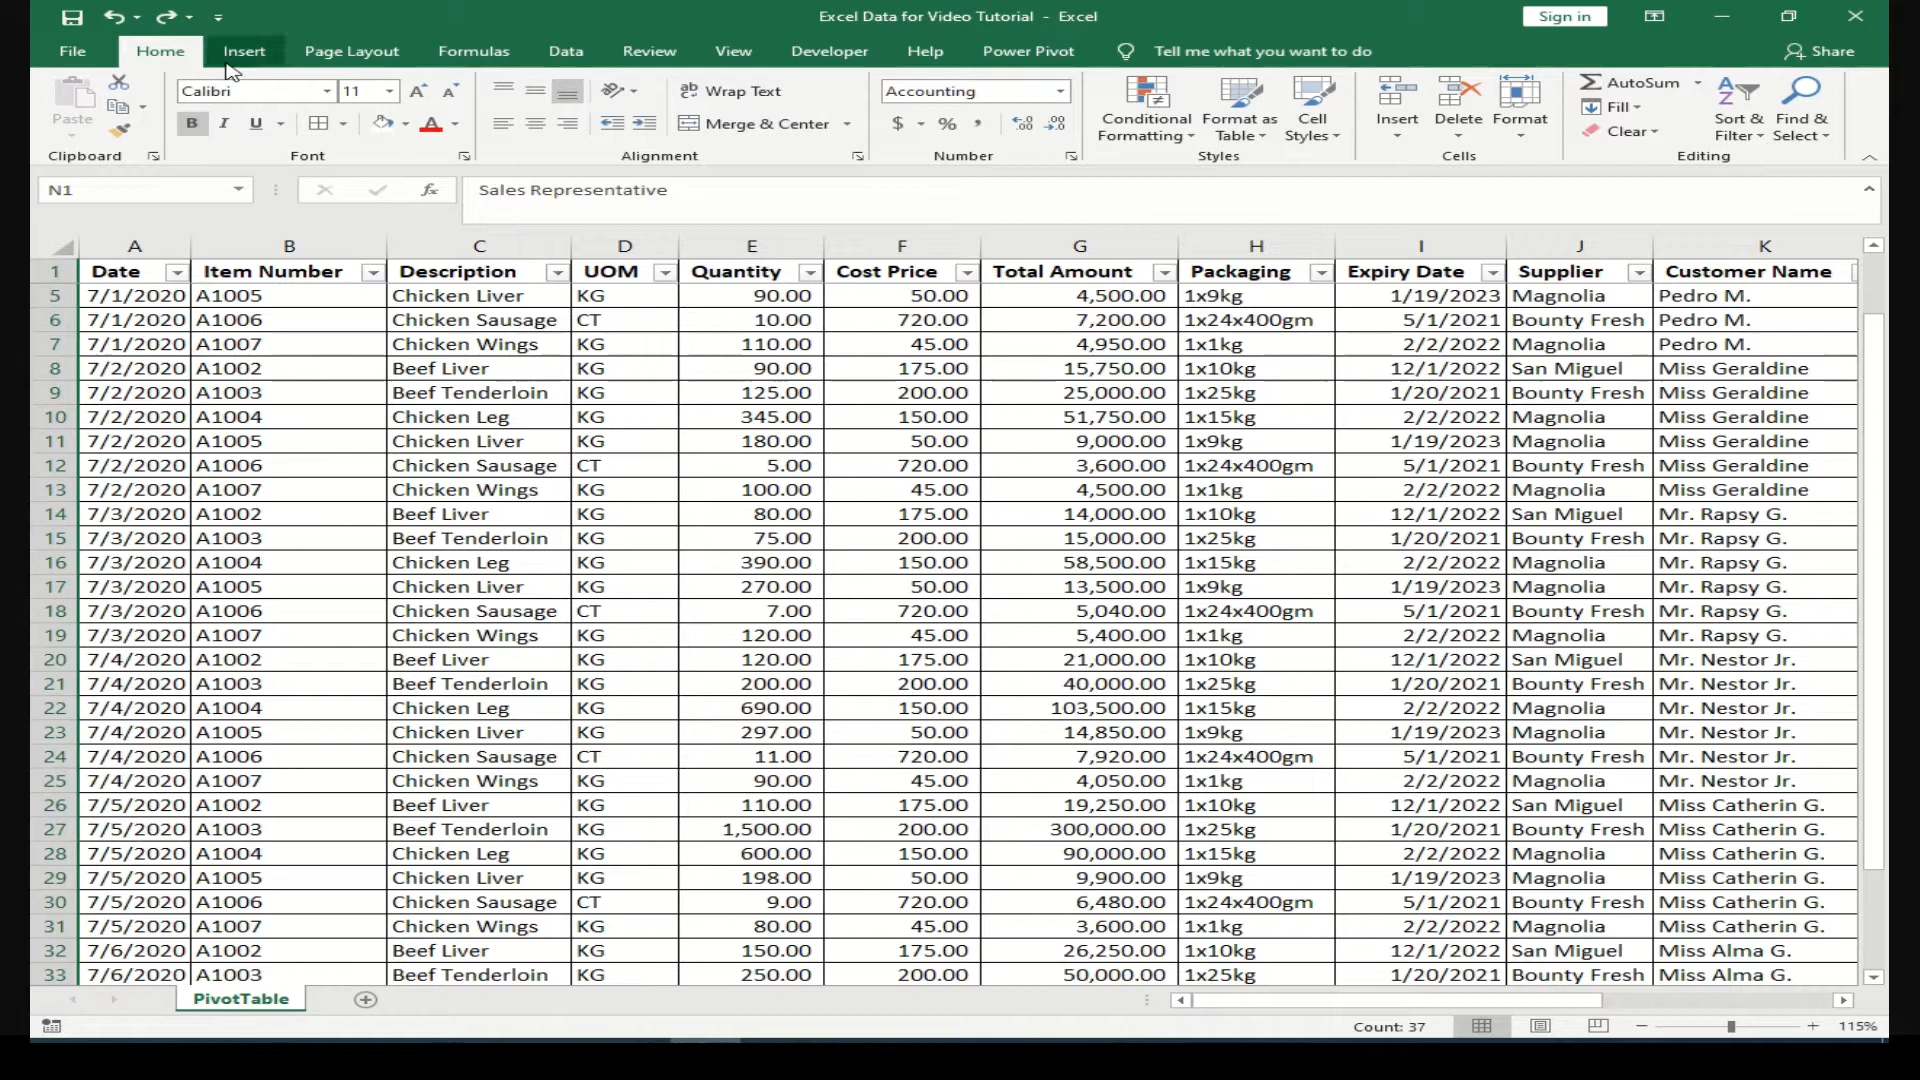 Excel Data for Video Tutorial - Excel
Sign in
File Home Insert Page Layout Formulas Data Review View Developer Help Power Pivot Tell me what you want to do Share
Paste
Clipboard
Calibri 11
B I U
Font
Wrap Text
Merge & Center
Alignment
Accounting
$ % ,
Number
Conditional Formatting
Format as Table
Cell Styles
Styles
Insert Delete Format
Cells
AutoSum
Fill
Clear
Sort & Filter
Find & Select
Editing
N1 fx Sales Representative
A B C D E F G H I J K
1 Date Item Number Description UOM Quantity Cost Price Total Amount Packaging Expiry Date Supplier Customer Name
5 7/1/2020 A1005 Chicken Liver KG 90.00 50.00 4,500.00 1x9kg 1/19/2023 Magnolia Pedro M.
6 7/1/2020 A1006 Chicken Sausage CT 10.00 720.00 7,200.00 1x24x400gm 5/1/2021 Bounty Fresh Pedro M.
7 7/1/2020 A1007 Chicken Wings KG 110.00 45.00 4,950.00 1x1kg 2/2/2022 Magnolia Pedro M.
8 7/2/2020 A1002 Beef Liver KG 90.00 175.00 15,750.00 1x10kg 12/1/2022 San Miguel Miss Geraldine
9 7/2/2020 A1003 Beef Tenderloin KG 125.00 200.00 25,000.00 1x25kg 1/20/2021 Bounty Fresh Miss Geraldine
10 7/2/2020 A1004 Chicken Leg KG 345.00 150.00 51,750.00 1x15kg 2/2/2022 Magnolia Miss Geraldine
11 7/2/2020 A1005 Chicken Liver KG 180.00 50.00 9,000.00 1x9kg 1/19/2023 Magnolia Miss Geraldine
12 7/2/2020 A1006 Chicken Sausage CT 5.00 720.00 3,600.00 1x24x400gm 5/1/2021 Bounty Fresh Miss Geraldine
13 7/2/2020 A1007 Chicken Wings KG 100.00 45.00 4,500.00 1x1kg 2/2/2022 Magnolia Miss Geraldine
14 7/3/2020 A1002 Beef Liver KG 80.00 175.00 14,000.00 1x10kg 12/1/2022 San Miguel Mr. Rapsy G.
15 7/3/2020 A1003 Beef Tenderloin KG 75.00 200.00 15,000.00 1x25kg 1/20/2021 Bounty Fresh Mr. Rapsy G.
16 7/3/2020 A1004 Chicken Leg KG 390.00 150.00 58,500.00 1x15kg 2/2/2022 Magnolia Mr. Rapsy G.
17 7/3/2020 A1005 Chicken Liver KG 270.00 50.00 13,500.00 1x9kg 1/19/2023 Magnolia Mr. Rapsy G.
18 7/3/2020 A1006 Chicken Sausage CT 7.00 720.00 5,040.00 1x24x400gm 5/1/2021 Bounty Fresh Mr. Rapsy G.
19 7/3/2020 A1007 Chicken Wings KG 120.00 45.00 5,400.00 1x1kg 2/2/2022 Magnolia Mr. Rapsy G.
20 7/4/2020 A1002 Beef Liver KG 120.00 175.00 21,000.00 1x10kg 12/1/2022 San Miguel Mr. Nestor Jr.
21 7/4/2020 A1003 Beef Tenderloin KG 200.00 200.00 40,000.00 1x25kg 1/20/2021 Bounty Fresh Mr. Nestor Jr.
22 7/4/2020 A1004 Chicken Leg KG 690.00 150.00 103,500.00 1x15kg 2/2/2022 Magnolia Mr. Nestor Jr.
23 7/4/2020 A1005 Chicken Liver KG 297.00 50.00 14,850.00 1x9kg 1/19/2023 Magnolia Mr. Nestor Jr.
24 7/4/2020 A1006 Chicken Sausage CT 11.00 720.00 7,920.00 1x24x400gm 5/1/2021 Bounty Fresh Mr. Nestor Jr.
25 7/4/2020 A1007 Chicken Wings KG 90.00 45.00 4,050.00 1x1kg 2/2/2022 Magnolia Mr. Nestor Jr.
26 7/5/2020 A1002 Beef Liver KG 110.00 175.00 19,250.00 1x10kg 12/1/2022 San Miguel Miss Catherin G.
27 7/5/2020 A1003 Beef Tenderloin KG 1,500.00 200.00 300,000.00 1x25kg 1/20/2021 Bounty Fresh Miss Catherin G.
28 7/5/2020 A1004 Chicken Leg KG 600.00 150.00 90,000.00 1x15kg 2/2/2022 Magnolia Miss Catherin G.
29 7/5/2020 A1005 Chicken Liver KG 198.00 50.00 9,900.00 1x9kg 1/19/2023 Magnolia Miss Catherin G.
30 7/5/2020 A1006 Chicken Sausage CT 9.00 720.00 6,480.00 1x24x400gm 5/1/2021 Bounty Fresh Miss Catherin G.
31 7/5/2020 A1007 Chicken Wings KG 80.00 45.00 3,600.00 1x1kg 2/2/2022 Magnolia Miss Catherin G.
32 7/6/2020 A1002 Beef Liver KG 150.00 175.00 26,250.00 1x10kg 12/1/2022 San Miguel Miss Alma G.
33 7/6/2020 A1003 Beef Tenderloin KG 250.00 200.00 50,000.00 1x25kg 1/20/2021 Bounty Fresh Miss Alma G.
PivotTable
Count: 37 115%